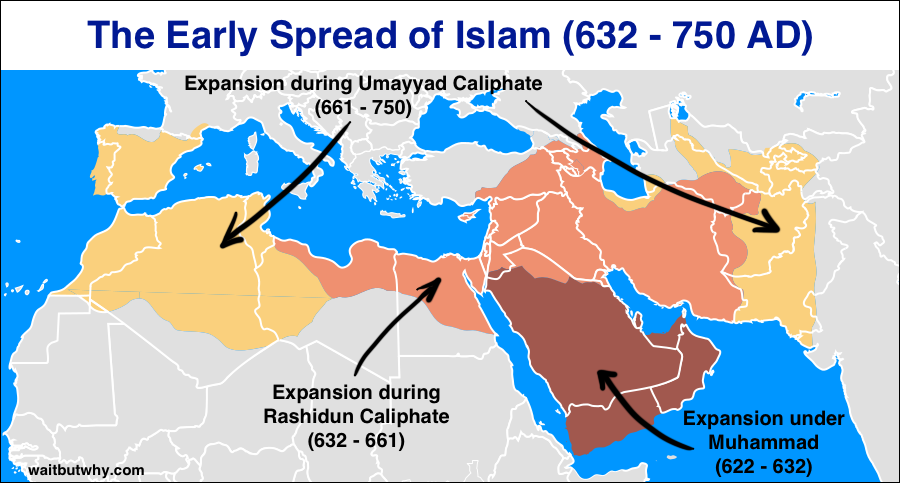 The Early Spread of Islam (632 - 750 AD)
Expansion during Umayyad Caliphate
(661 - 750)
Expansion during
Rashidun Caliphate
(632 - 661)
Expansion under
Muhammad
(622 - 632)
waitbutwhy.com